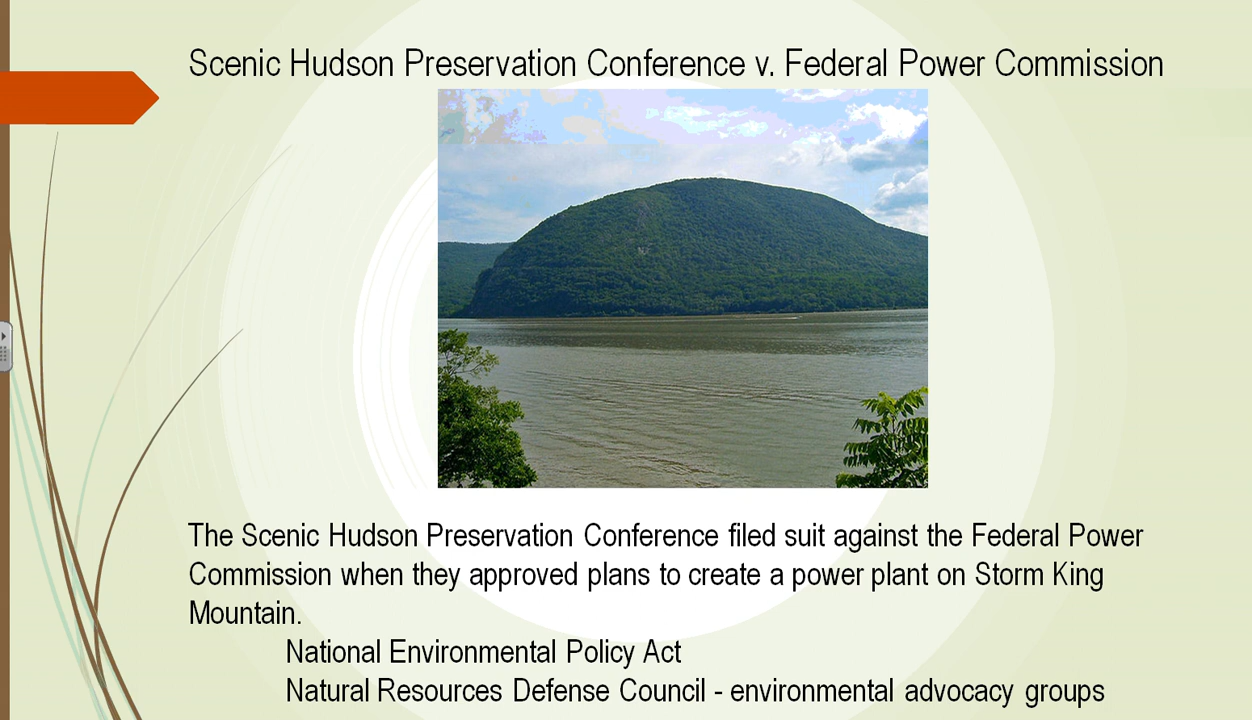 Scenic Hudson Preservation Conference v. Federal Power Commission
The Scenic Hudson Preservation Conference filed suit against the Federal Power
Commission when they approved plans to create a power plant on Storm King
Mountain.
National Environmental Policy Act
Natural Resources Defense Council - environmental advocacy groups